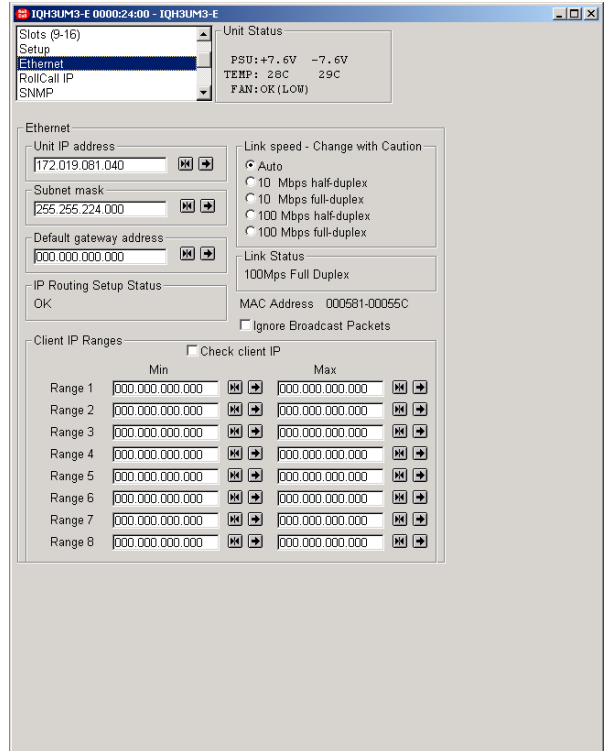 IQH3UM3-E 0000:24:00 - IQH3UM3-E
Slots (9-16)
Setup
Ethernet
RollCall IP
SNMP
Unit Status
PSU:+7.6V -7.6V
TEMP: 28C 29C
FAN:OK(LOW)
Ethernet
Unit IP address
172.019.081.040
Subnet mask
255.255.224.000
Default gateway address
000.000.000.000
IP Routing Setup Status
OK
Link speed - Change with Caution
Auto
10 Mbps half-duplex
10 Mbps full-duplex
100 Mbps half-duplex
100 Mbps full-duplex
Link Status
100Mps Full Duplex
MAC Address 000581-00055C
Ignore Broadcast Packets
Client IP Ranges
Check client IP
Min Max
Range 1 000.000.000.000 000.000.000.000
Range 2 000.000.000.000 000.000.000.000
Range 3 000.000.000.000 000.000.000.000
Range 4 000.000.000.000 000.000.000.000
Range 5 000.000.000.000 000.000.000.000
Range 6 000.000.000.000 000.000.000.000
Range 7 000.000.000.000 000.000.000.000
Range 8 000.000.000.000 000.000.000.000